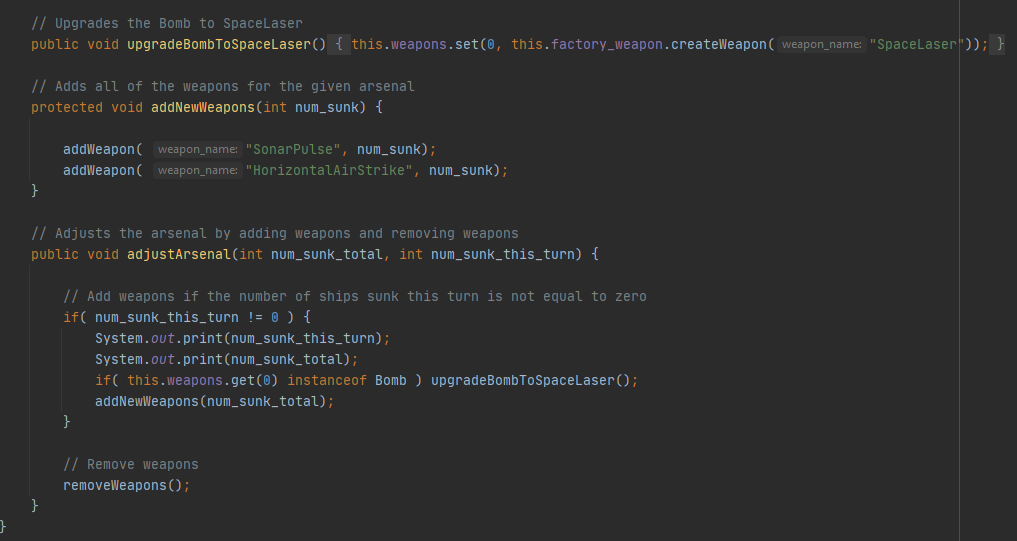 // Upgrades the Bomb to SpaceLaser
public void upgradeBombToSpaceLaser() { this.weapons.set(0, this.factory_weapon.createWeapon( weapon_name: "SpaceLaser")); }
// Adds all of the weapons for the given arsenal
protected void addNewWeapons(int num_sunk) {
addWeapon( weapon_name: "SonarPulse", num_sunk);
addWeapon( weapon_name: "HorizontalAirStrike", num_sunk);
}
// Adjusts the arsenal by adding weapons and removing weapons
public void adjustArsenal(int num_sunk_total, int num_sunk_this_turn) {
// Add weapons if the number of ships sunk this turn is not equal to zero
if( num_sunk_this_turn != 0 ) {
System.out.print(num_sunk_this_turn);
System.out.print(num_sunk_total);
if( this.weapons.get(0) instanceof Bomb ) upgradeBombToSpaceLaser();
addNewWeapons(num_sunk_total);
}
// Remove weapons
removeWeapons();
}
}